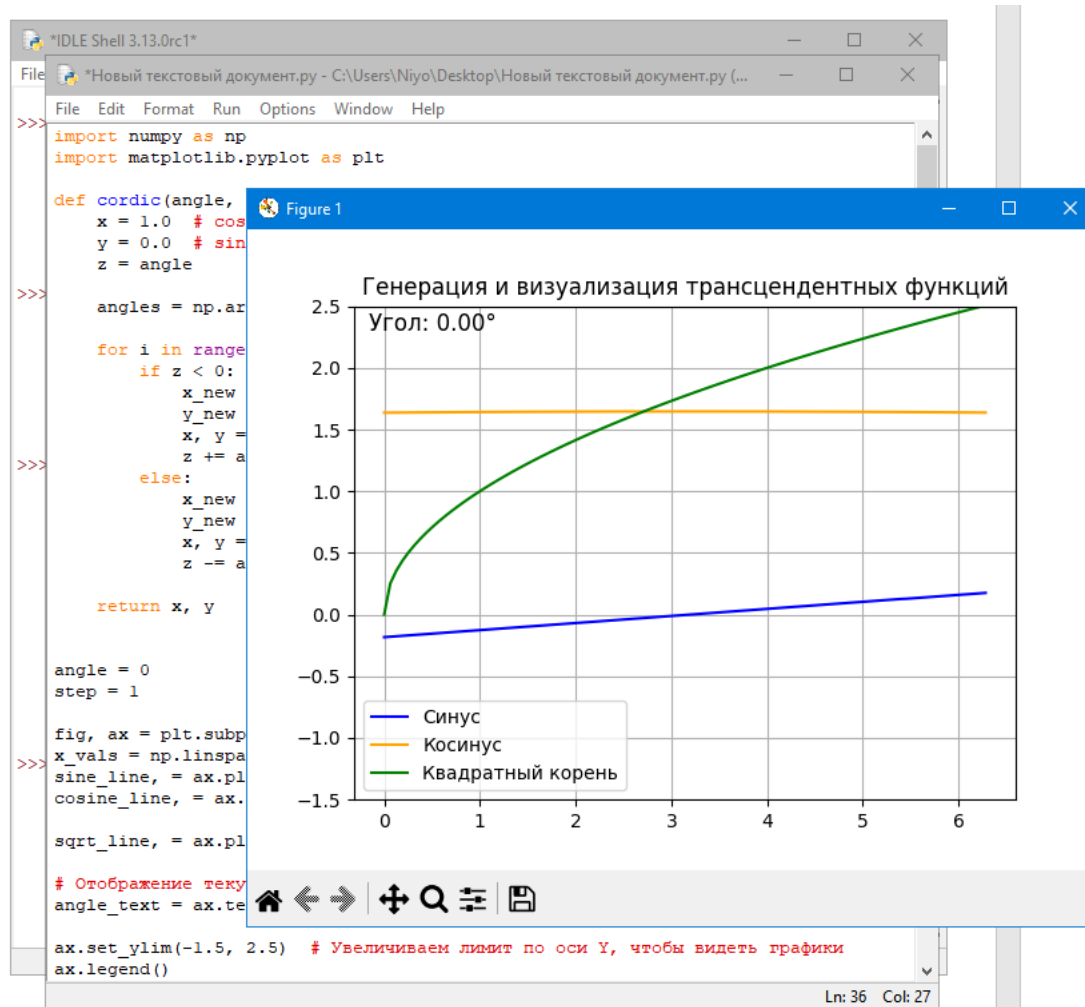 *IDLE Shell 3.13.0rc1*
File
*Новый текстовый документ.py - C:\Users\Niyo\Desktop\Новый текстовый документ.py (...
File Edit Format Run Options Window Help
>>>
import numpy as np
import matplotlib.pyplot as plt
def cordic(angle,
x = 1.0 # cos
y = 0.0 # sin
z = angle
>>>
angles = np.ar
for i in range
if z < 0:
x_new
y_new
x, y =
z += a
>>>
else:
x_new
y_new
x, y =
z -= a
return x, y
angle = 0
step = 1
fig, ax = plt.subp
>>>
x_vals = np.linspa
sine_line, = ax.pl
cosine_line, = ax.
sqrt_line, = ax.pl
# Отображение теку
angle_text = ax.te
ax.set_ylim(-1.5, 2.5) # Увеличиваем лимит по оси Y, чтобы видеть графики
ax.legend()
Ln: 36 Col: 27
Figure 1
Генерация и визуализация трансцендентных функций
Угол: 0.00°
2.5
2.0
1.5
1.0
0.5
0.0
−0.5
−1.0
−1.5
Синус
Косинус
Квадратный корень
0 1 2 3 4 5 6